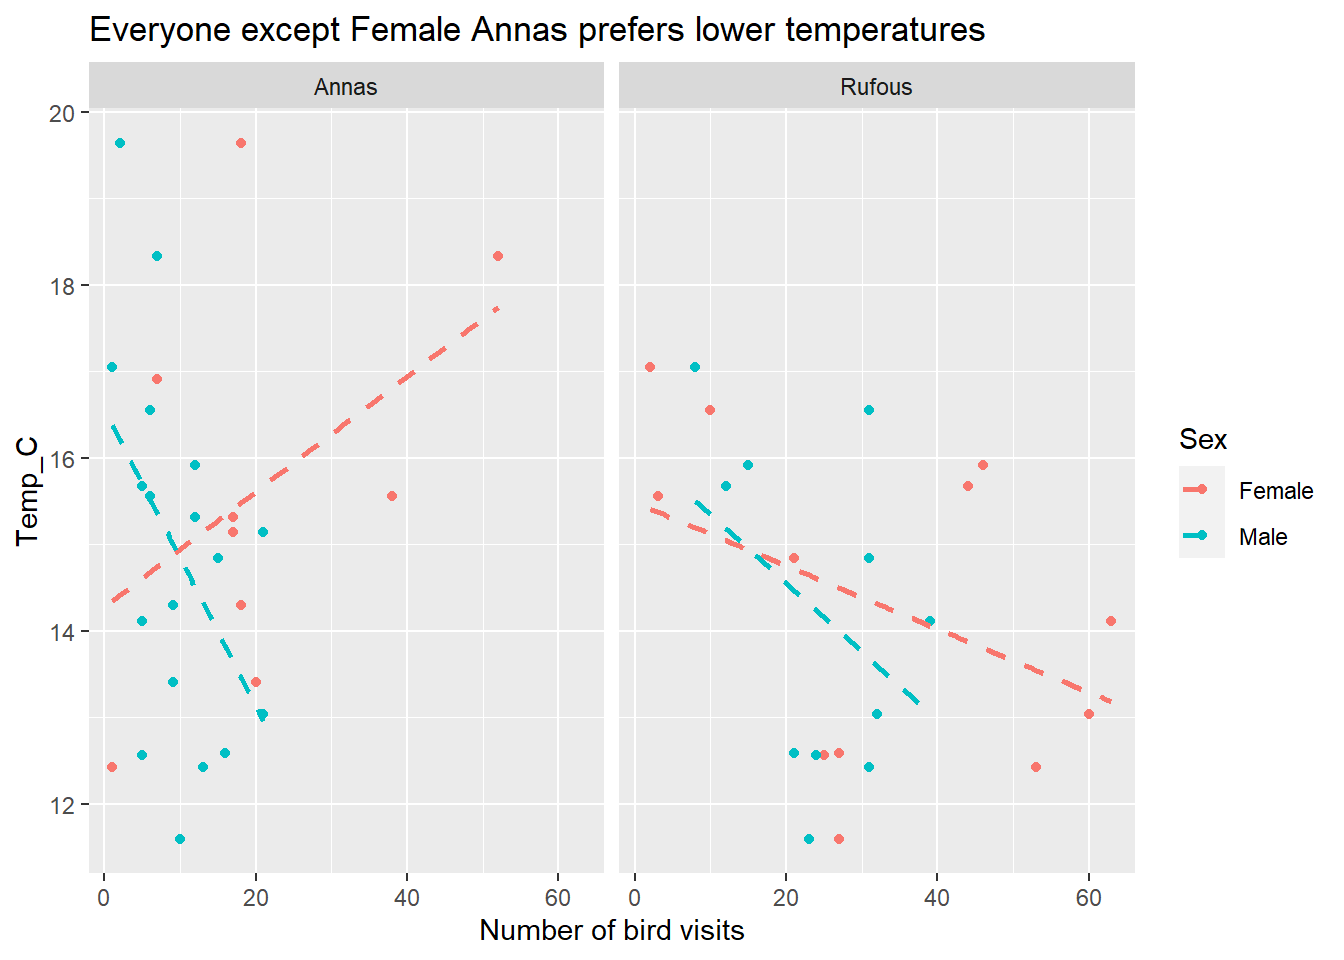 Everyone except Female Annas prefers lower temperatures
Annas
Rufous
20
18
16
14
12
Temp_C
0
20
40
60
0
20
40
60
Number of bird visits
Sex
Female
Male